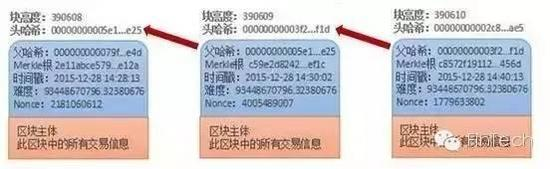 块高度: 390608
头哈希: 00000000005e1...e25
父哈希: 000000000079f...e4d
Merkle根 2e11abce579...e12a
时间戳: 2015-12-28 14:28:13
难度: 93448670796.32380676
Nonce: 2181060612
区块主体
此区块中的所有交易信息
块高度: 390609
头哈希: 00000000003f2...f1d
父哈希: 00000000005e1...e25
Merkle根 c59e2d8242...ef1c
时间戳: 2015-12-28 14:30:02
难度: 93448670796.32380676
Nonce: 4005489007
区块主体
此区块中的所有交易信息
块高度: 390610
头哈希: 00000000002c8...ae5
父哈希: 00000000003f2...f1d
Merkle根 c8572f19112...456d
时间戳: 2015-12-28 14:40:13
难度: 93448670796.32380676
Nonce: 1779633802
区块主体
此区块中的所有交易信息
FinTech